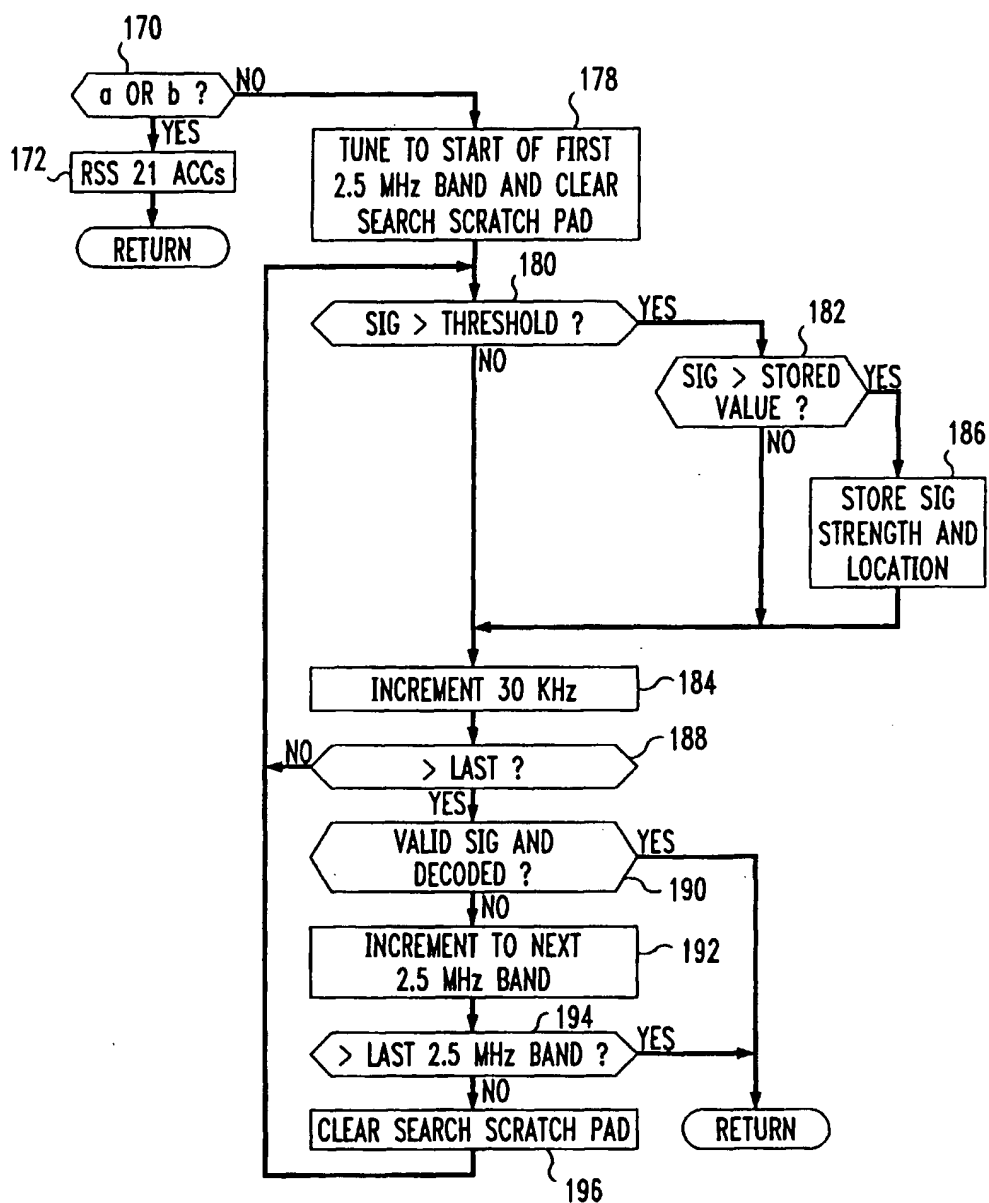 170
a OR b ?
NO
YES
172
RSS 21 ACCs
RETURN
178
TUNE TO START OF FIRST
2.5 MHz BAND AND CLEAR
SEARCH SCRATCH PAD
180
SIG > THRESHOLD ?
YES
NO
182
SIG > STORED
VALUE ?
YES
NO
186
STORE SIG
STRENGTH AND
LOCATION
INCREMENT 30 KHz
184
188
NO
> LAST ?
YES
VALID SIG AND
DECODED ?
YES
190
NO
INCREMENT TO NEXT
2.5 MHz BAND
192
194
> LAST 2.5 MHz BAND ?
YES
NO
CLEAR SEARCH SCRATCH PAD
RETURN
196